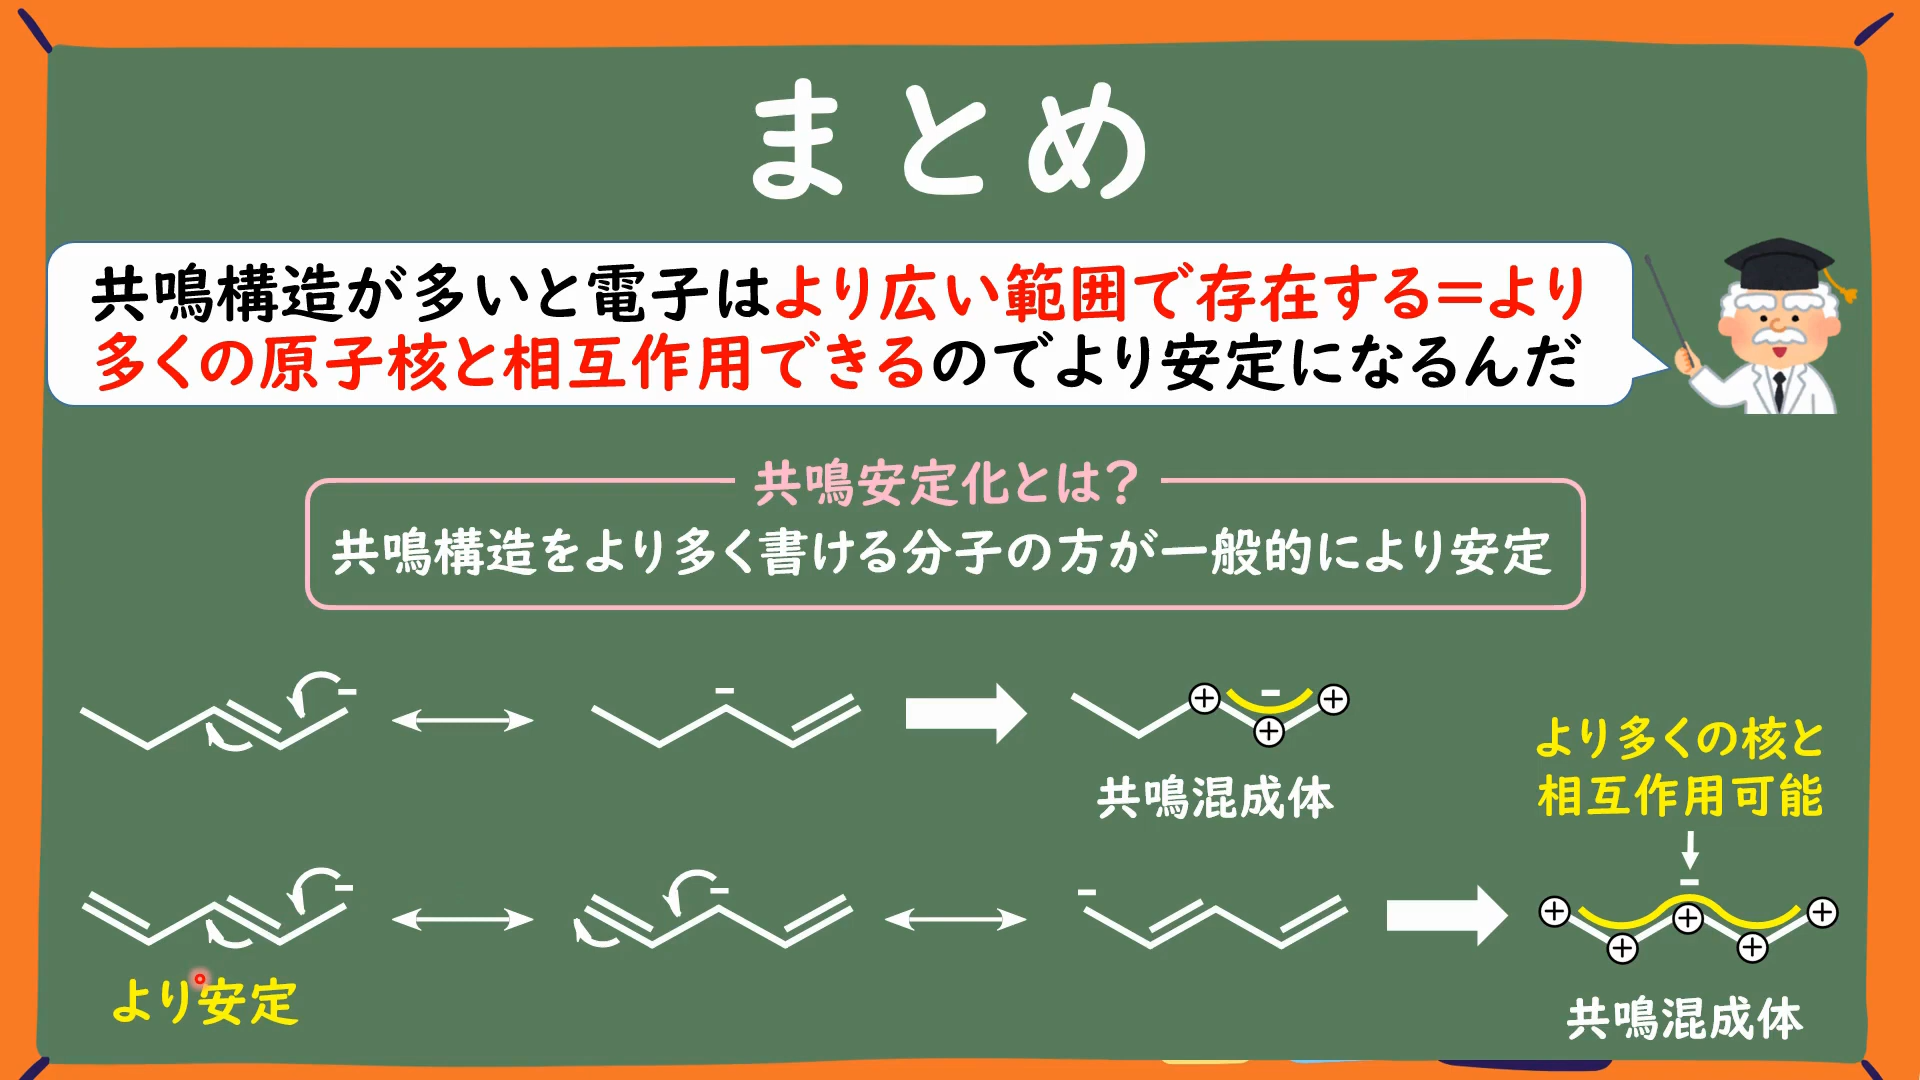 まとめ
共鳴構造が多いと電子はより広い範囲で存在する=より
多くの原子核と相互作用できるのでより安定になるんだ
共鳴安定化とは?
共鳴構造をより多く書ける分子の方が一般的により安定
共鳴混成体
より多くの核と
相互作用可能
より安定
共鳴混成体